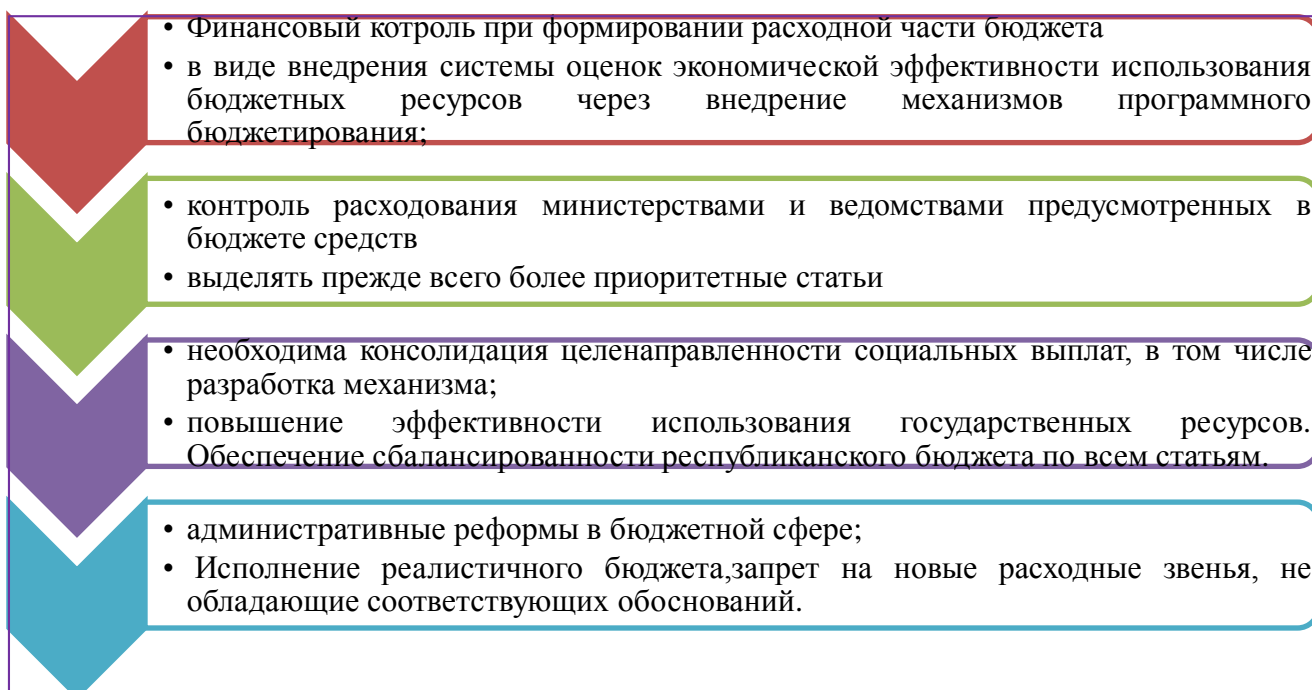 • Финансовый котроль при формировании расходной части бюджета
• в виде внедрения системы оценок экономической эффективности использования
бюджетных ресурсов через внедрение механизмов программного
бюджетирования;
• контроль расходования министерствами и ведомствами предусмотренных в
бюджете средств
• выделять прежде всего более приоритетные статьи
• необходима консолидация целенаправленности социальных выплат, в том числе
разработка механизма;
• повышение эффективности использования государственных ресурсов.
Обеспечение сбалансированности республиканского бюджета по всем статьям.
• административные реформы в бюджетной сфере;
• Исполнение реалистичного бюджета,запрет на новые расходные звенья, не
обладающие соответствующих обоснований.